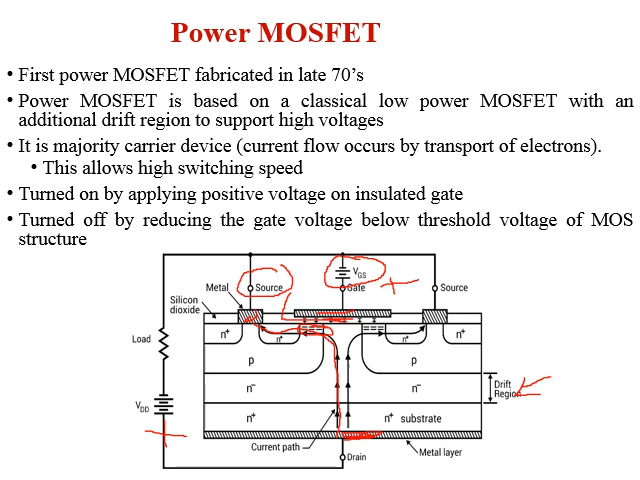 Power MOSFET
• First power MOSFET fabricated in late 70's
• Power MOSFET is based on a classical low power MOSFET with an
additional drift region to support high voltages
• It is majority carrier device (current flow occurs by transport of electrons).
• This allows high switching speed
• Turned on by applying positive voltage on insulated gate
• Turned off by reducing the gate voltage below threshold voltage of MOS
structure
VGS
Metal Source Gate Source
Silicon
dioxide
Load
n+ n+ n+ n+
p p
n- n-
Drift
Region
VDD
n+ n+ substrate
Current path
Metal layer
Drain